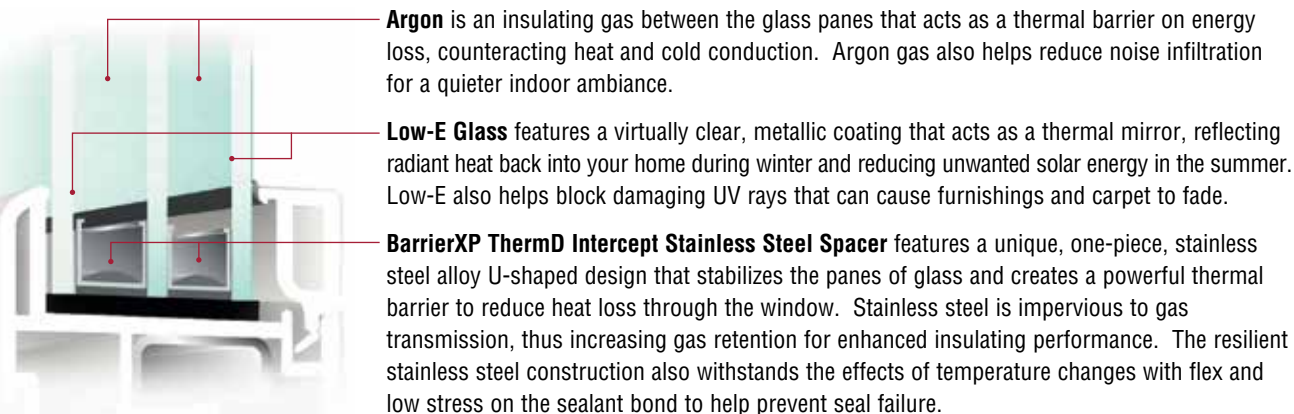 Argon is an insulating gas between the glass panes that acts as a thermal barrier on energy
loss, counteracting heat and cold conduction.  Argon gas also helps reduce noise infiltration
for a quieter indoor ambiance.
Low-E Glass features a virtually clear, metallic coating that acts as a thermal mirror, reflecting
radiant heat back into your home during winter and reducing unwanted solar energy in the summer.
Low-E also helps block damaging UV rays that can cause furnishings and carpet to fade.
BarrierXP ThermD Intercept Stainless Steel Spacer features a unique, one-piece, stainless
steel alloy U-shaped design that stabilizes the panes of glass and creates a powerful thermal
barrier to reduce heat loss through the window.  Stainless steel is impervious to gas
transmission, thus increasing gas retention for enhanced insulating performance.  The resilient
stainless steel construction also withstands the effects of temperature changes with flex and
low stress on the sealant bond to help prevent seal failure.